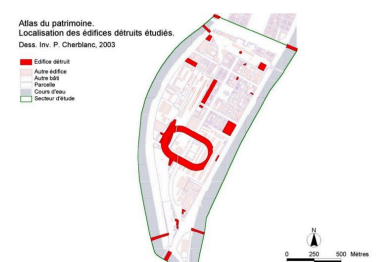 Atlas du patrimoine.
Localisation des édifices détruits étudiés.
Dess. Inv. P. Cherblanc, 2003
Edifice détruit
Autre édifice
Autre bâti
Parcelle
Cours d'eau
Secteur d'étude
N
0 250 500 Mètres